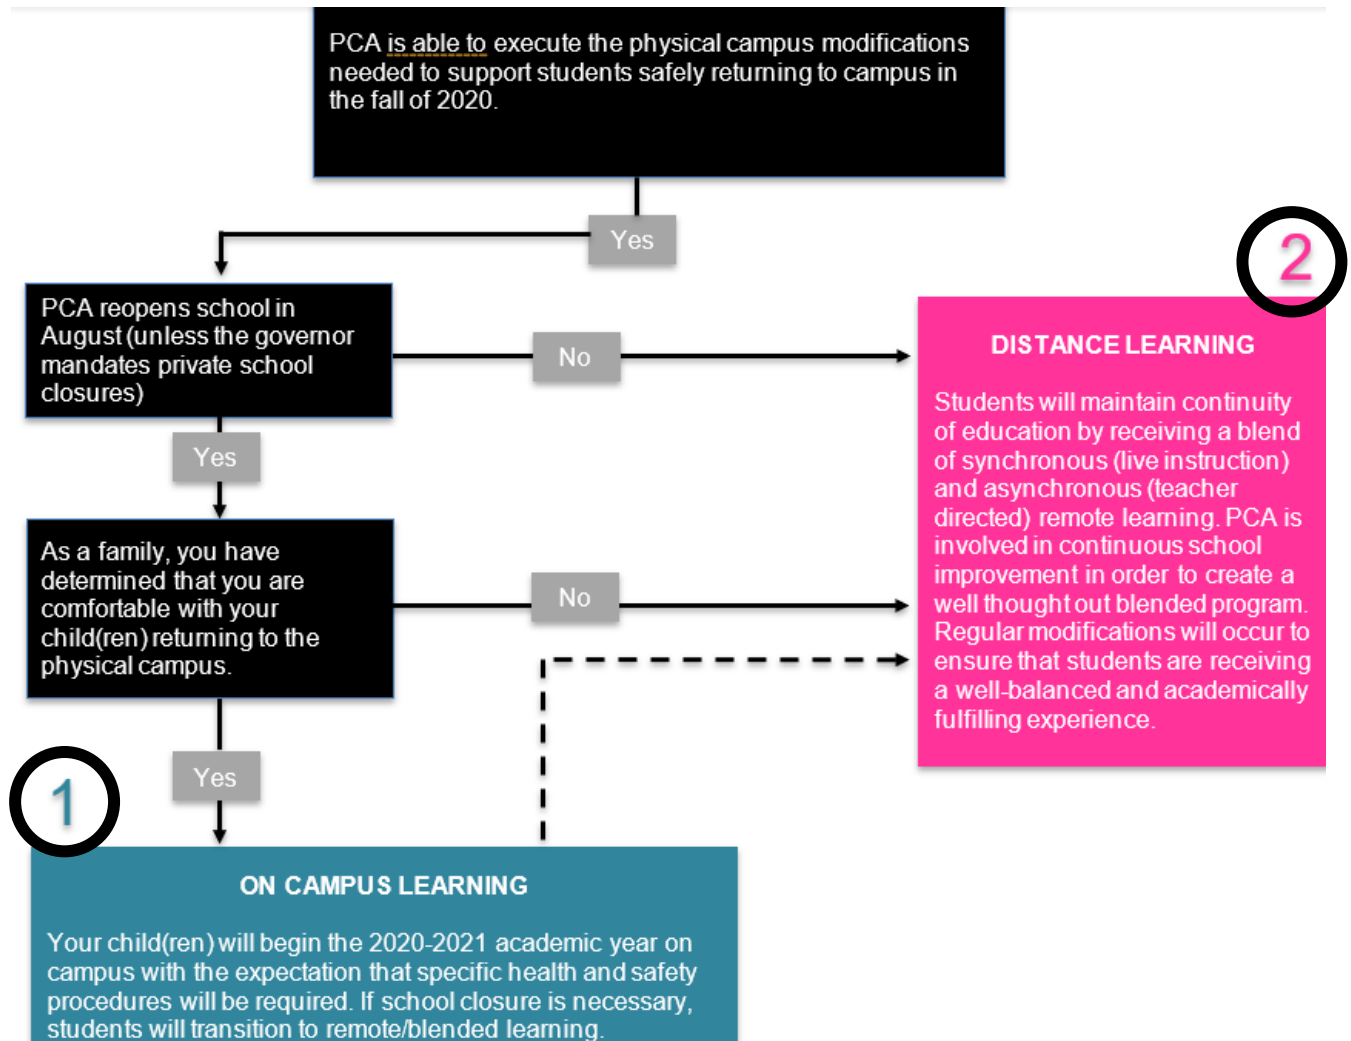 PCA is able to execute the physical campus modifications
needed to support students safely returning to campus in
the fall of 2020.
Yes
PCA reopens school in
August (unless the governor
mandates private school
closures)
No
Yes
As a family, you have
determined that you are
comfortable with your
child(ren) returning to the
physical campus.
No
Yes
1
ON CAMPUS LEARNING
Your child(ren) will begin the 2020-2021 academic year on
campus with the expectation that specific health and safety
procedures will be required. If school closure is necessary,
students will transition to remote/blended learning.
2
DISTANCE LEARNING
Students will maintain continuity
of education by receiving a blend
of synchronous (live instruction)
and asynchronous (teacher
directed) remote learning. PCA is
involved in continuous school
improvement in order to create a
well thought out blended program.
Regular modifications will occur to
ensure that students are receiving
a well-balanced and academically
fulfilling experience.